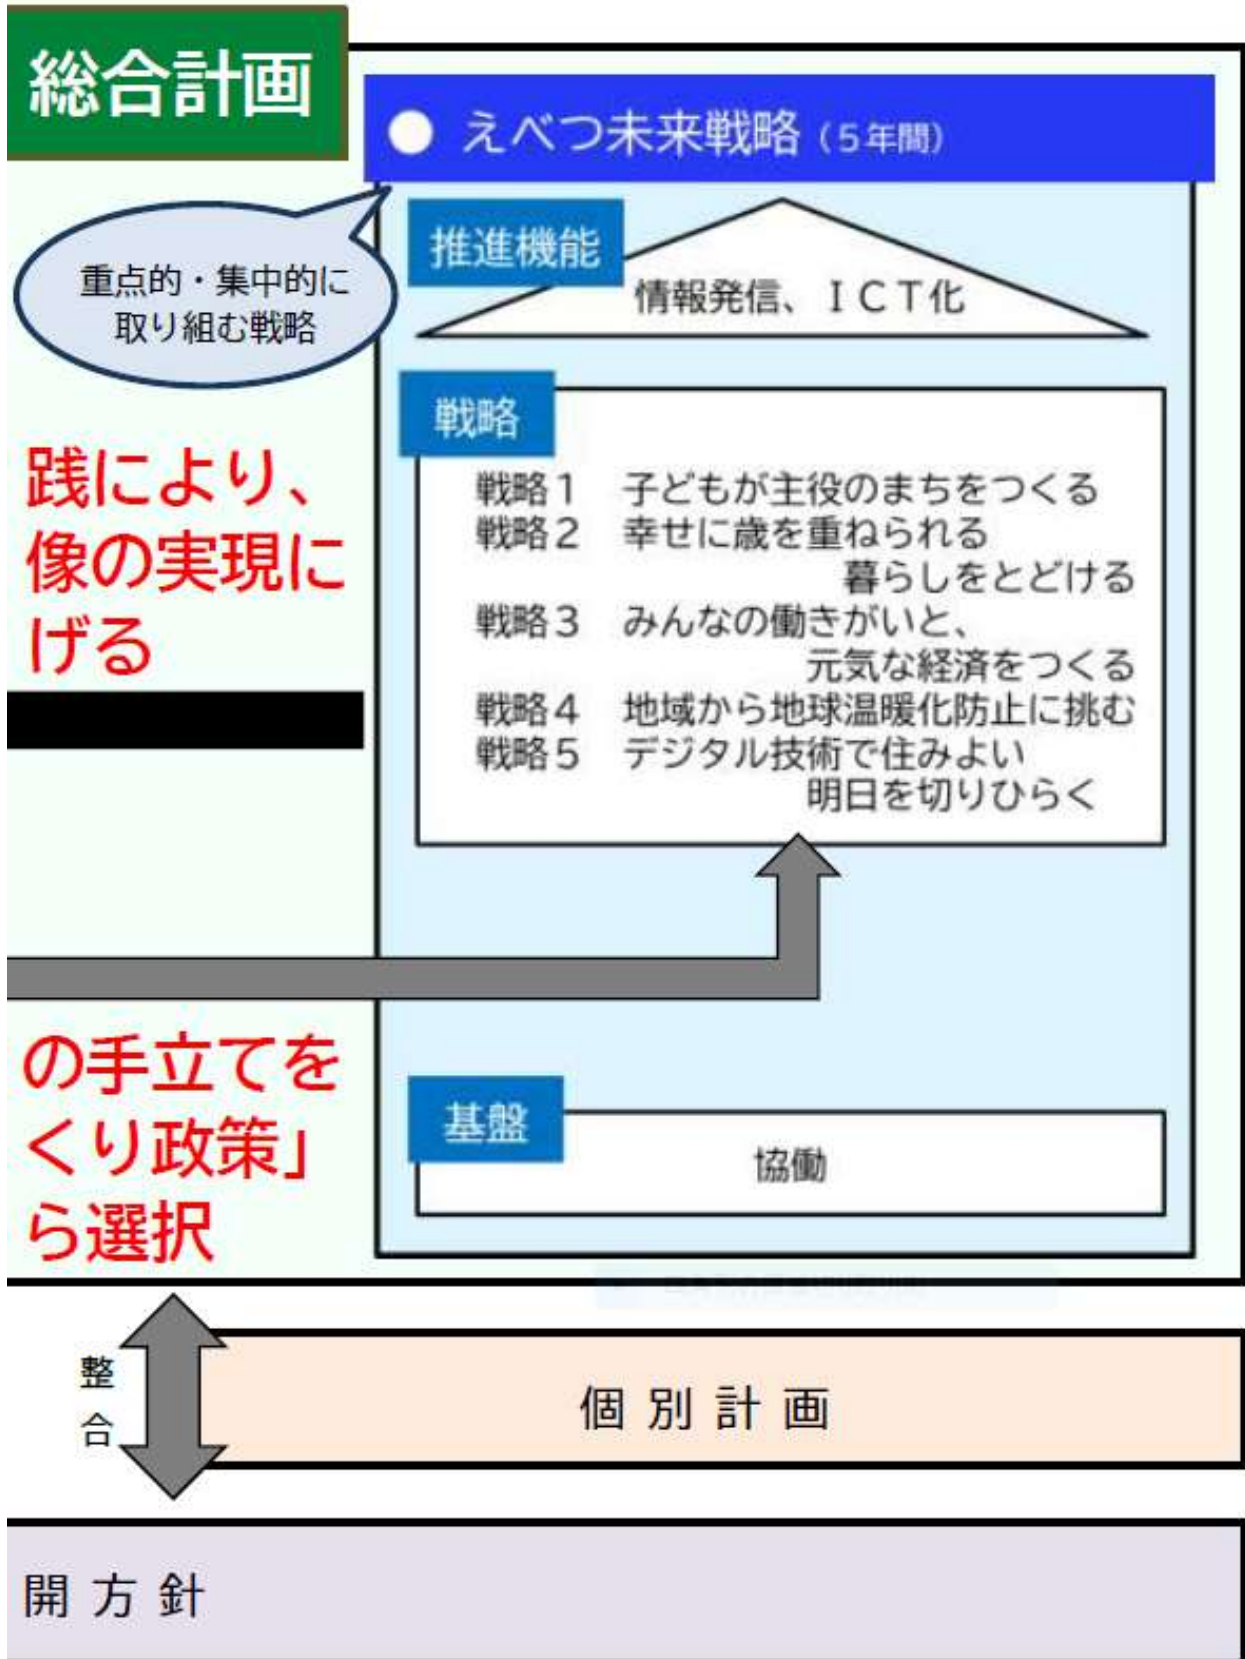 総合計画
● えべつ未来戦略（５年間）
推進機能
情報発信、ＩＣＴ化
重点的・集中的に
取り組む戦略
戦略
戦略１　子どもが主役のまちをつくる
戦略２　幸せに歳を重ねられる
暮らしをとどける
戦略３　みんなの働きがいと、
元気な経済をつくる
戦略４　地域から地球温暖化防止に挑む
戦略５　デジタル技術で住みよい
明日を切りひらく
践により、
像の実現に
げる
の手立てを
くり政策」
ら選択
基盤
協働
整
合
個別計画
開方針